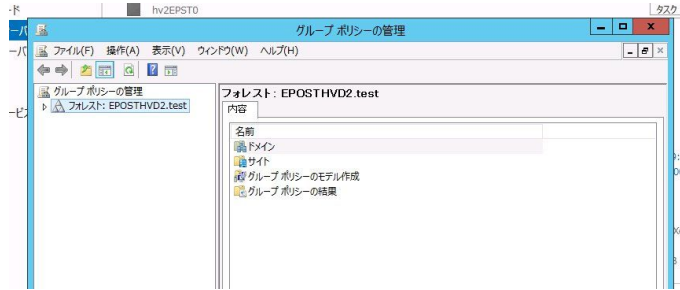 ード
hv2EPST0
タスク
グループ ポリシーの管理
ファイル(F) 操作(A) 表示(V) ウィンドウ(W) ヘルプ(H)
グループ ポリシーの管理
フォレスト: EPOSTHVD2.test
フォレスト: EPOSTHVD2.test
内容
名前
ドメイン
サイト
グループ ポリシーのモデル作成
グループ ポリシーの結果